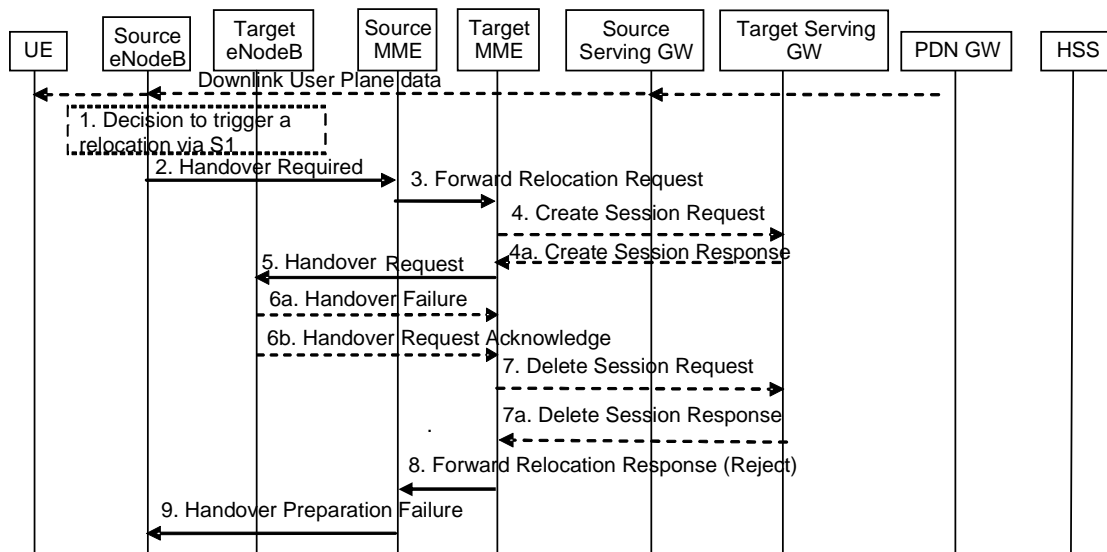 UE
Source
eNodeB
Target
eNodeB
Source
MME
Target
MME
Source
Serving GW
Target Serving
GW
PDN GW
HSS
Downlink User Plane data
1. Decision to trigger a
relocation via S1
2. Handover Required
3. Forward Relocation Request
4. Create Session Request
4a. Create Session Response
5. Handover Request
6a. Handover Failure
6b. Handover Request Acknowledge
7. Delete Session Request
7a. Delete Session Response
.
8. Forward Relocation Response (Reject)
9. Handover Preparation Failure